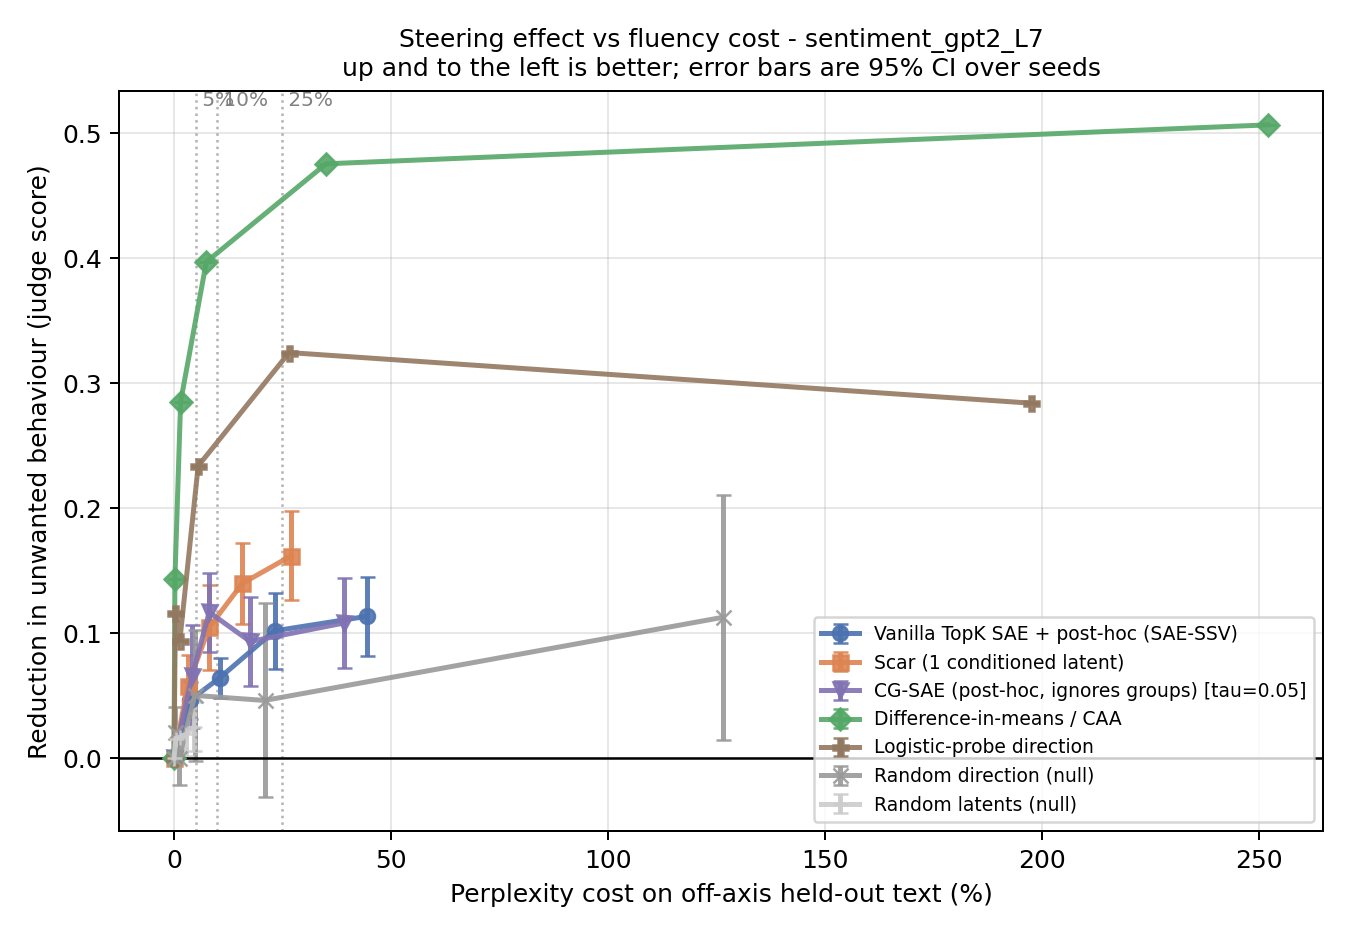 Steering effect vs fluency cost - sentiment_gpt2_L7
up and to the left is better; error bars are 95% CI over seeds
5% 10% 25%
Reduction in unwanted behaviour (judge score)
0.5
0.4
0.3
0.2
0.1
0.0
Vanilla TopK SAE + post-hoc (SAE-SSV)
Scar (1 conditioned latent)
CG-SAE (post-hoc, ignores groups) [tau=0.05]
Difference-in-means / CAA
Logistic-probe direction
Random direction (null)
Random latents (null)
0 50 100 150 200 250
Perplexity cost on off-axis held-out text (%)